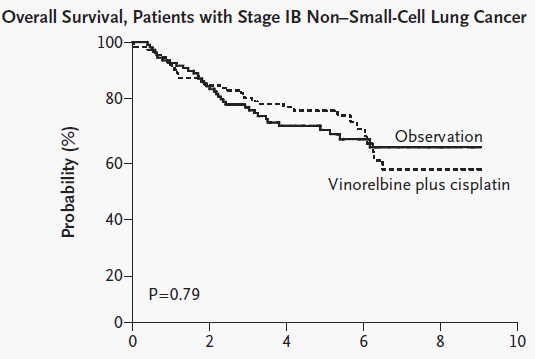 Overall Survival, Patients with Stage IB Non–Small-Cell Lung Cancer
100
80
60
40
20
0
Probability (%)
Observation
Vinorelbine plus cisplatin
P=0.79
0 2 4 6 8 10